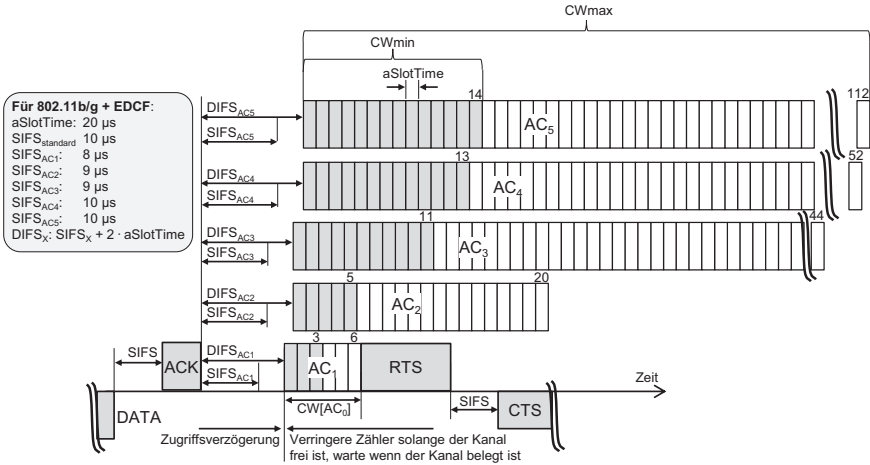 CWmax
CWmin
aSlotTime
Für 802.11b/g + EDCF:
aSlotTime: 20 µs
SIFSstandard 10 µs
SIFSAC1: 8 µs
SIFSAC2: 9 µs
SIFSAC3: 9 µs
SIFSAC4: 10 µs
SIFSAC5: 10 µs
DIFSX: SIFSX + 2 · aSlotTime
14
112
DIFSAC5
SIFSAC5
AC5
13
52
DIFSAC4
SIFSAC4
AC4
11
44
DIFSAC3
SIFSAC3
AC3
5
20
DIFSAC2
SIFSAC2
AC2
3
6
SIFS
ACK
DIFSAC1
SIFSAC1
AC1
RTS
Zeit
DATA
CW[AC0]
SIFS
CTS
Zugriffsverzögerung
Verringere Zähler solange der Kanal
frei ist, warte wenn der Kanal belegt ist